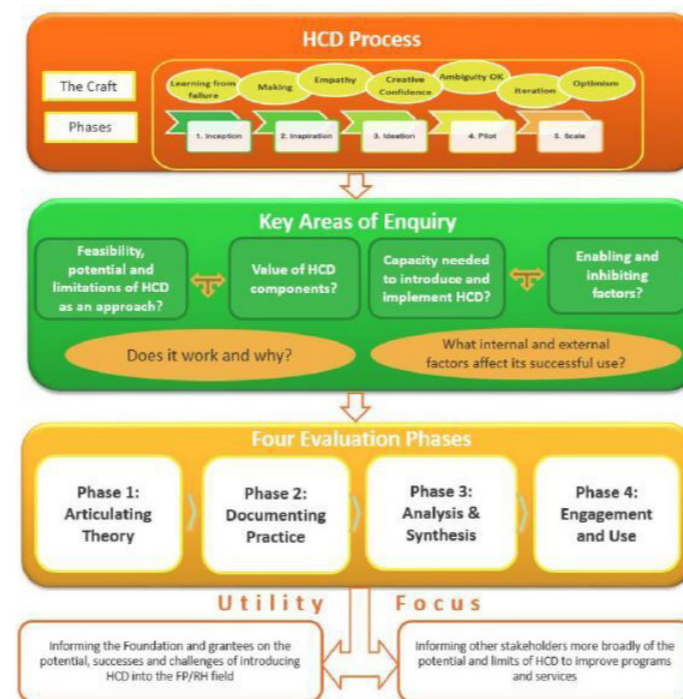 HCD Process
The Craft
Learning from
failure
Making
Empathy
Creative
Confidence
Ambiguity OK
Iteration
Optimism
Phases
1. Inception
2. Inspiration
3. Ideation
4. Pilot
5. Scale
Key Areas of Enquiry
Feasibility,
potential and
limitations of HCD
as an approach?
Value of HCD
components?
Capacity needed
to introduce and
implement HCD?
Enabling and
inhibiting
factors?
Does it work and why?
What internal and external
factors affect its successful use?
Four Evaluation Phases
Phase 1:
Articulating
Theory
Phase 2:
Documenting
Practice
Phase 3:
Analysis &
Synthesis
Phase 4:
Engagement
and Use
Utility Focus
Informing the Foundation and grantees on the
potential, successes and challenges of introducing
HCD into the FP/RH field
Informing other stakeholders more broadly of the
potential and limits of HCD to improve programs
and services